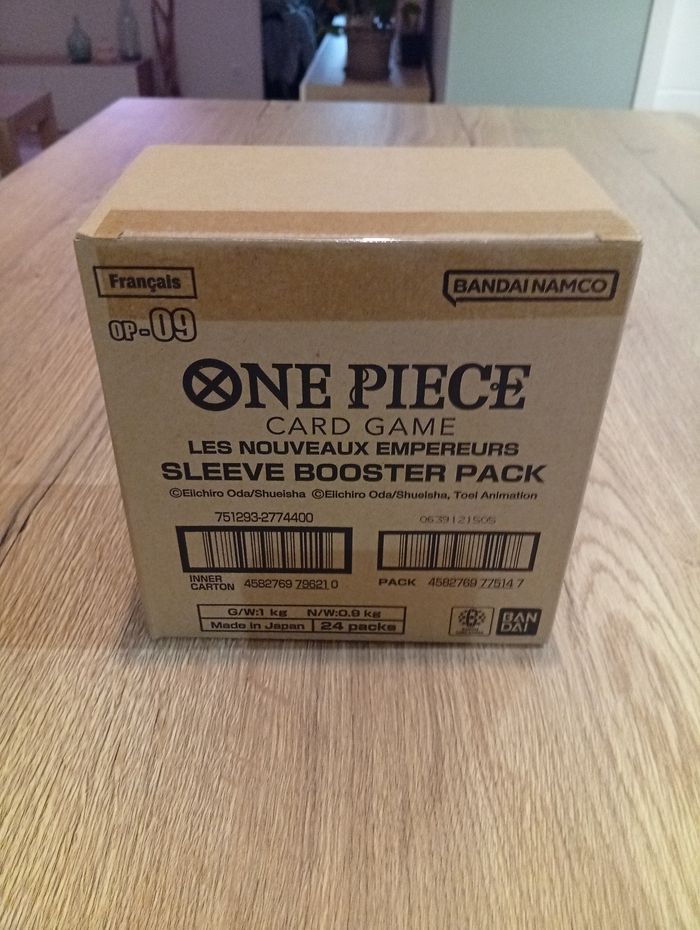 Français
BANDAI NAMCO
OP-09
ONE PIECE
CARD GAME
LES NOUVEAUX EMPEREURS
SLEEVE BOOSTER PACK
©Eiichiro Oda/Shueisha ©Eiichiro Oda/Shueisha, Toei Animation
751293-2774400
0639121505
INNER CARTON 4582769 79621 0
PACK 4582769 77514 7
G/W:1 kg N/W:0.9 kg
Made in Japan 24 packs
BAN
DAI